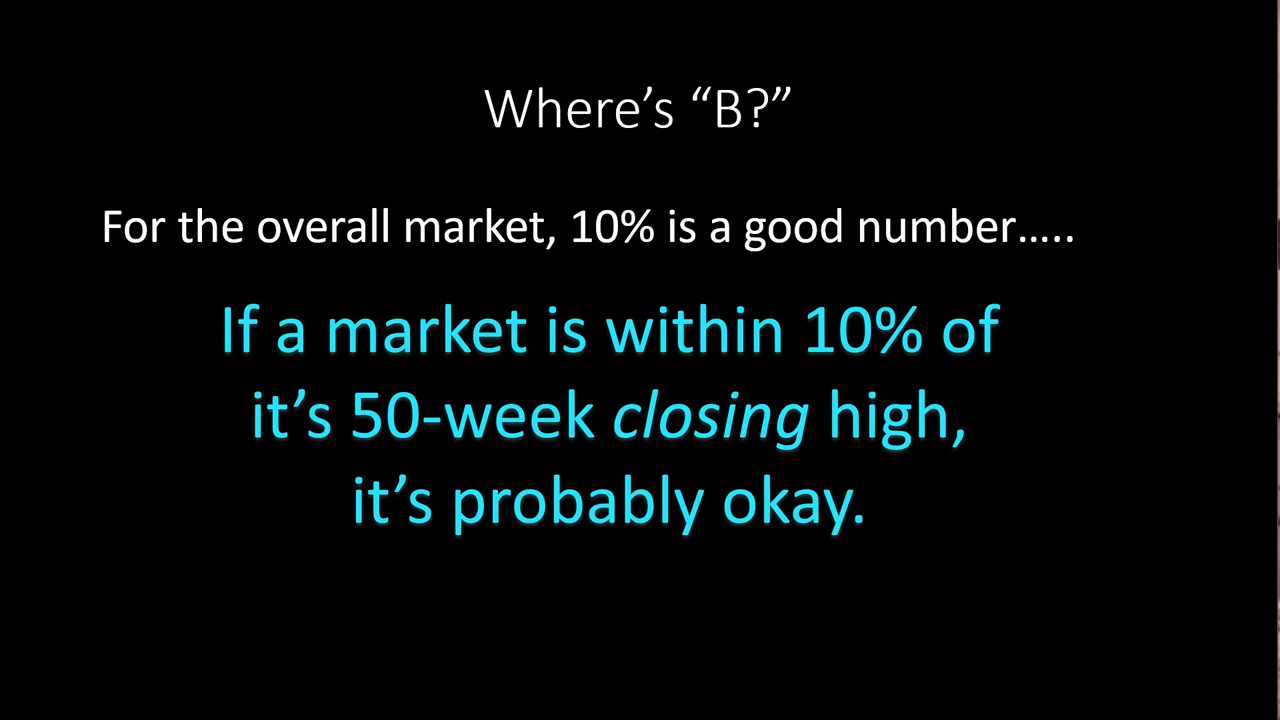 Where’s “B?”
For the overall market, 10% is a good number…..
If a market is within 10% of
it’s 50-week closing high,
it’s probably okay.